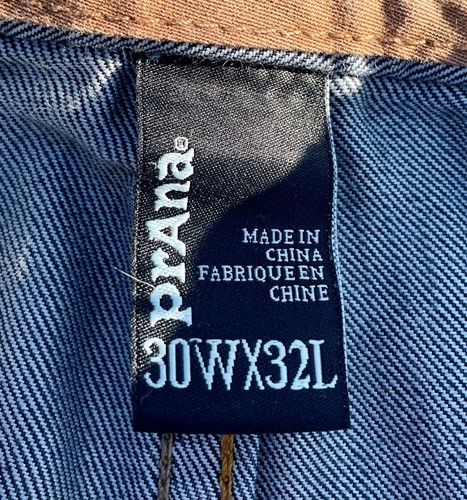 prAna®
MADE IN
CHINA
FABRIQUE EN
CHINE
30WX32L